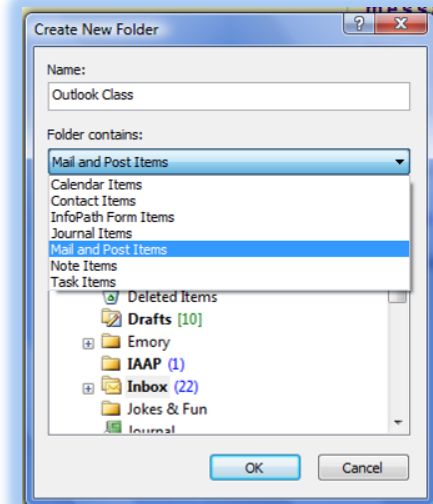 mess
Create New Folder
?
Name:
Outlook Class
Folder contains:
Mail and Post Items
Calendar Items
Contact Items
InfoPath Form Items
Journal Items
Mail and Post Items
Note Items
Task Items
Deleted Items
Drafts [10]
Emory
IAAP (1)
Inbox (22)
Jokes & Fun
Journal
OK
Cancel